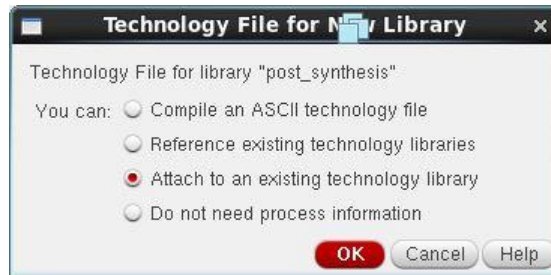 Technology File for New Library
Technology File for library "post_synthesis"
You can: Compile an ASCII technology file
Reference existing technology libraries
Attach to an existing technology library
Do not need process information
OK Cancel Help